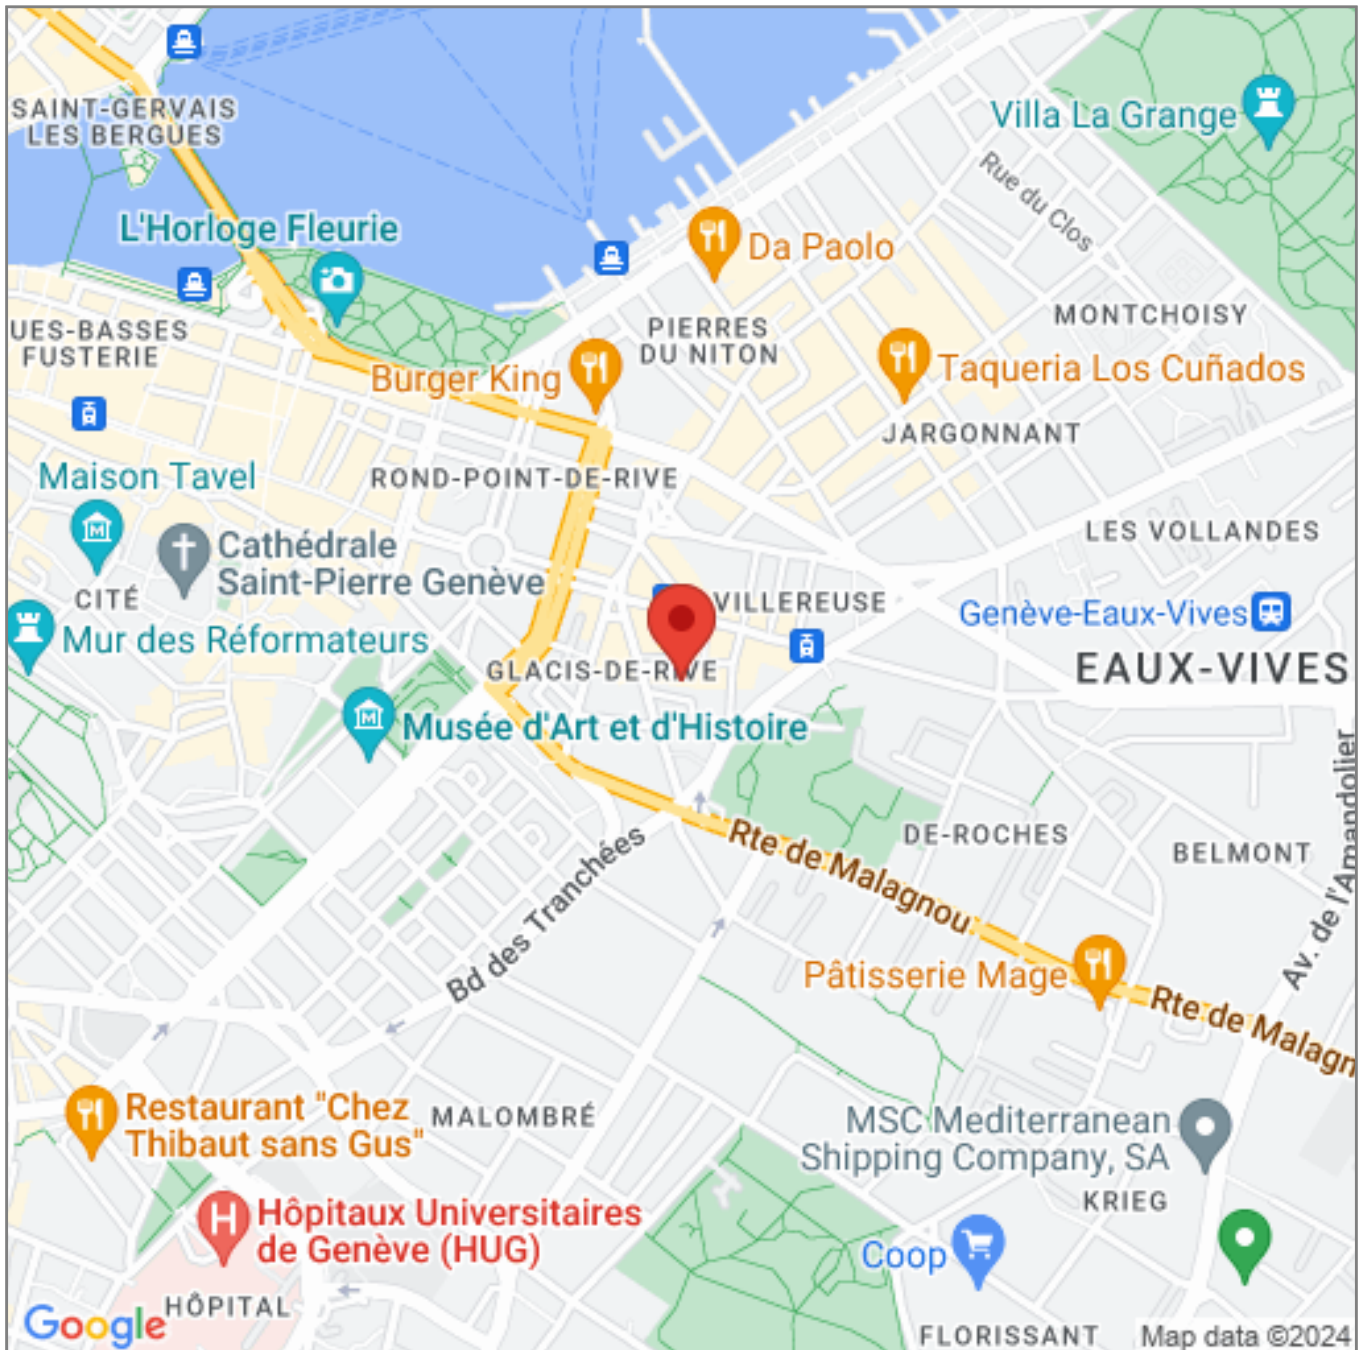 SAINT-GERVAIS
LES BERGUES
Villa La Grange
Rue du Clos
L'Horloge Fleurie
Da Paolo
UES-BASSES
FUSTERIE
PIERRES
DU NITON
MONTCHOISY
Burger King
Taqueria Los Cuñados
JARGONNANT
Maison Tavel
ROND-POINT-DE-RIVE
LES VOLLANDES
Cathédrale
Saint-Pierre Genève
CITÉ
VILLEREUSE
Genève-Eaux-Vives
Mur des Réformateurs
GLACIS-DE-RIVE
EAUX-VIVES
Musée d'Art et d'Histoire
Av. de l'Amandolier
Rte de Malagnou
DE-ROCHES
BELMONT
Bd des Tranchées
Pâtisserie Mage
Rte de Malagn
Restaurant "Chez
Thibaut sans Gus"
MALOMBRÉ
MSC Mediterranean
Shipping Company, SA
KRIEG
Hôpitaux Universitaires
de Genève (HUG)
Coop
HÔPITAL
Google
FLORISSANT
Map data ©2024